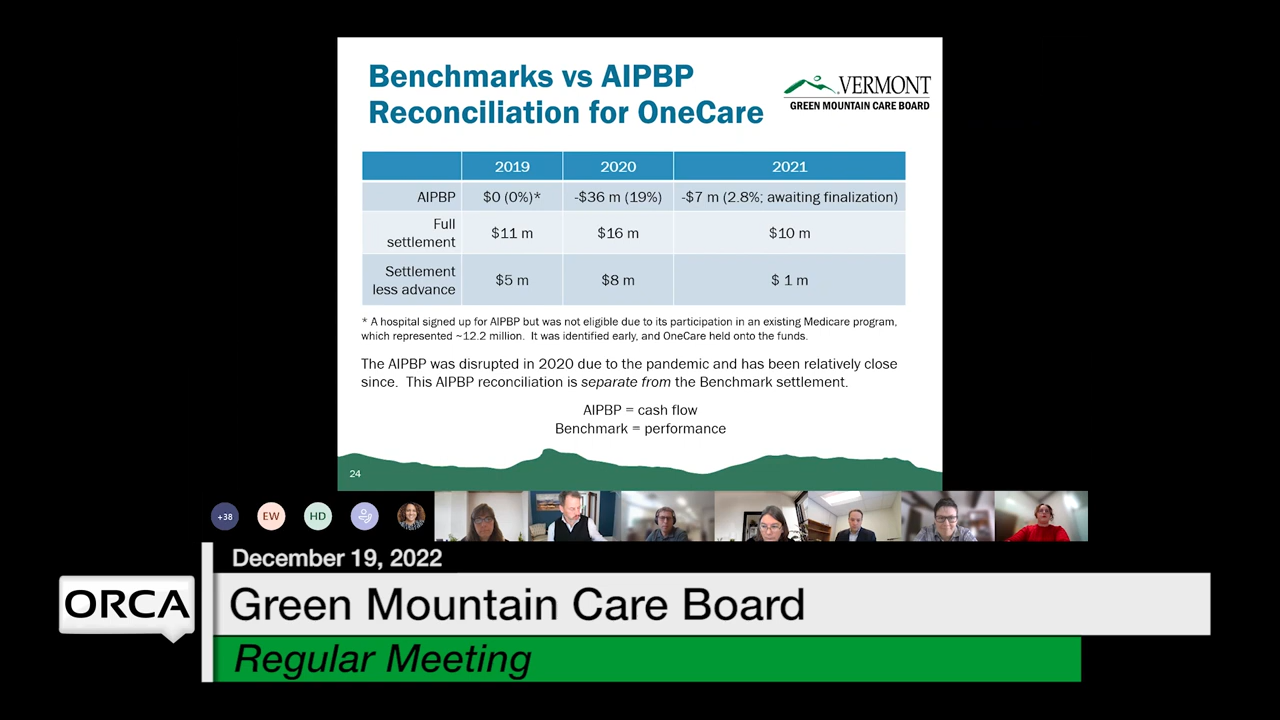 Benchmarks vs AIPBP
Reconciliation for OneCare
VERMONT
GREEN MOUNTAIN CARE BOARD
2019 2020 2021
AIPBP $0 (0%)* -$36 m (19%) -$7 m (2.8%; awaiting finalization)
Full
settlement $11 m $16 m $10 m
Settlement
less advance $5 m $8 m $ 1 m
* A hospital signed up for AIPBP but was not eligible due to its participation in an existing Medicare program,
which represented ~12.2 million. It was identified early, and OneCare held onto the funds.
The AIPBP was disrupted in 2020 due to the pandemic and has been relatively close
since. This AIPBP reconciliation is separate from the Benchmark settlement.
AIPBP = cash flow
Benchmark = performance
24
+38 EW HD
December 19, 2022
ORCA
Green Mountain Care Board
Regular Meeting